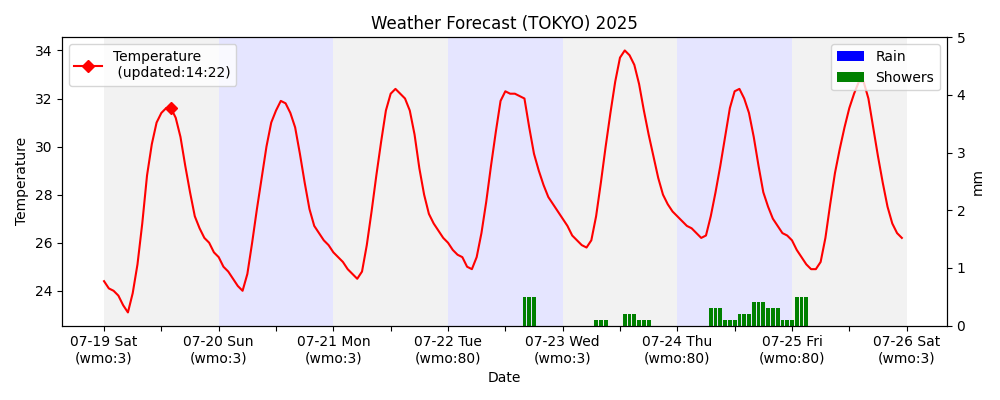 Weather Forecast (TOKYO) 2025
Temperature
(updated:14:22)
Rain
Showers
34
32
30
28
26
24
Temperature
5
4
3
2
1
0
mm
07-19 Sat
(wmo:3)
07-20 Sun
(wmo:3)
07-21 Mon
(wmo:3)
07-22 Tue
(wmo:80)
07-23 Wed
(wmo:3)
07-24 Thu
(wmo:80)
07-25 Fri
(wmo:80)
07-26 Sat
(wmo:3)
Date